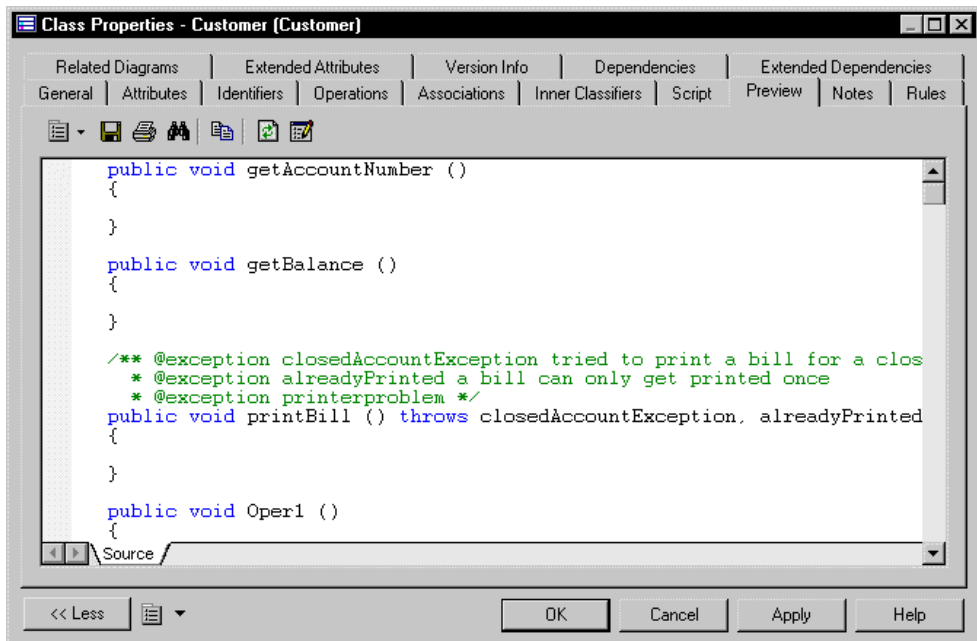 Class Properties - Customer (Customer)
Related Diagrams Extended Attributes Version Info Dependencies Extended Dependencies
General Attributes Identifiers Operations Associations Inner Classifiers Script Preview Notes Rules
public void getAccountNumber ()
{
}
public void getBalance ()
{
}
/** @exception closedAccountException tried to print a bill for a clos
* @exception alreadyPrinted a bill can only get printed once
* @exception printerproblem */
public void printBill () throws closedAccountException, alreadyPrinted
{
}
public void Oper1 ()
{
Source
<< Less OK Cancel Apply Help